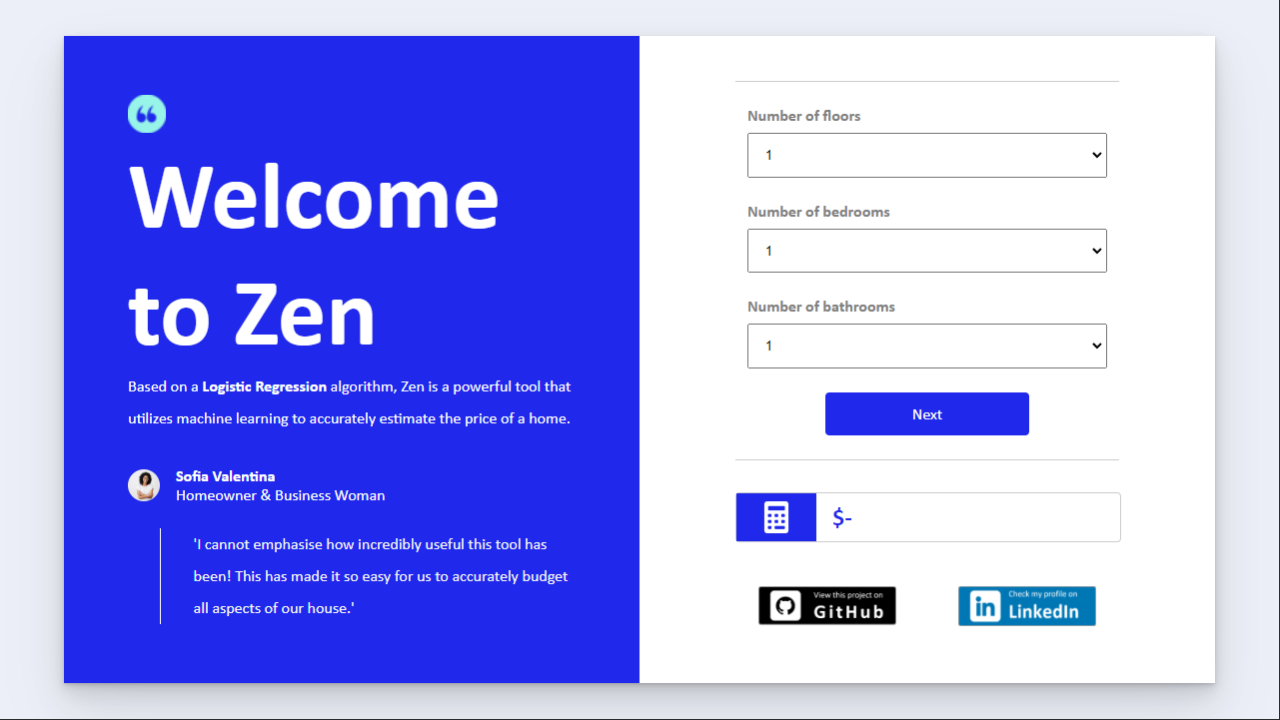 “
Welcome
to Zen
Based on a Logistic Regression algorithm, Zen is a powerful tool that
utilizes machine learning to accurately estimate the price of a home.
Sofia Valentina
Homeowner & Business Woman
'I cannot emphasise how incredibly useful this tool has
been! This has made it so easy for us to accurately budget
all aspects of our house.'
Number of floors
1
Number of bedrooms
1
Number of bathrooms
1
Next
$-
View this project on
GitHub
in
Check my profile on
LinkedIn